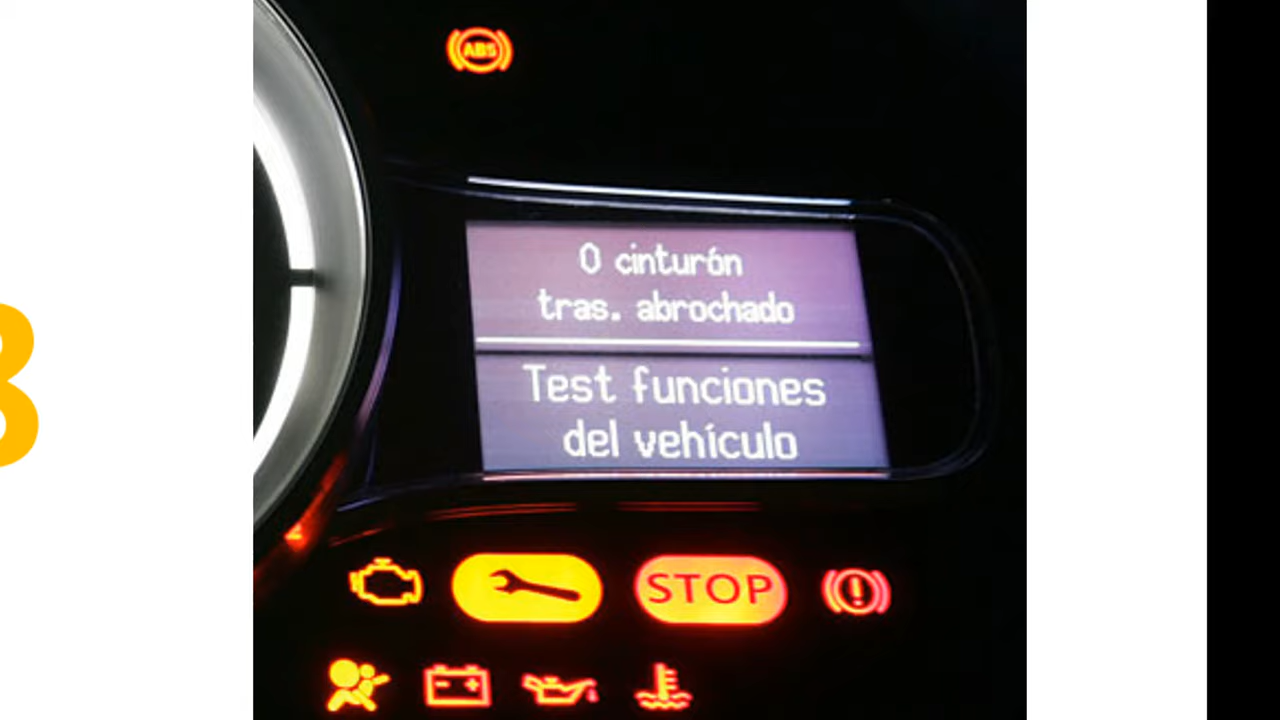 ABS
0 cinturón
tras. abrochado
Test funciones
del vehículo
STOP